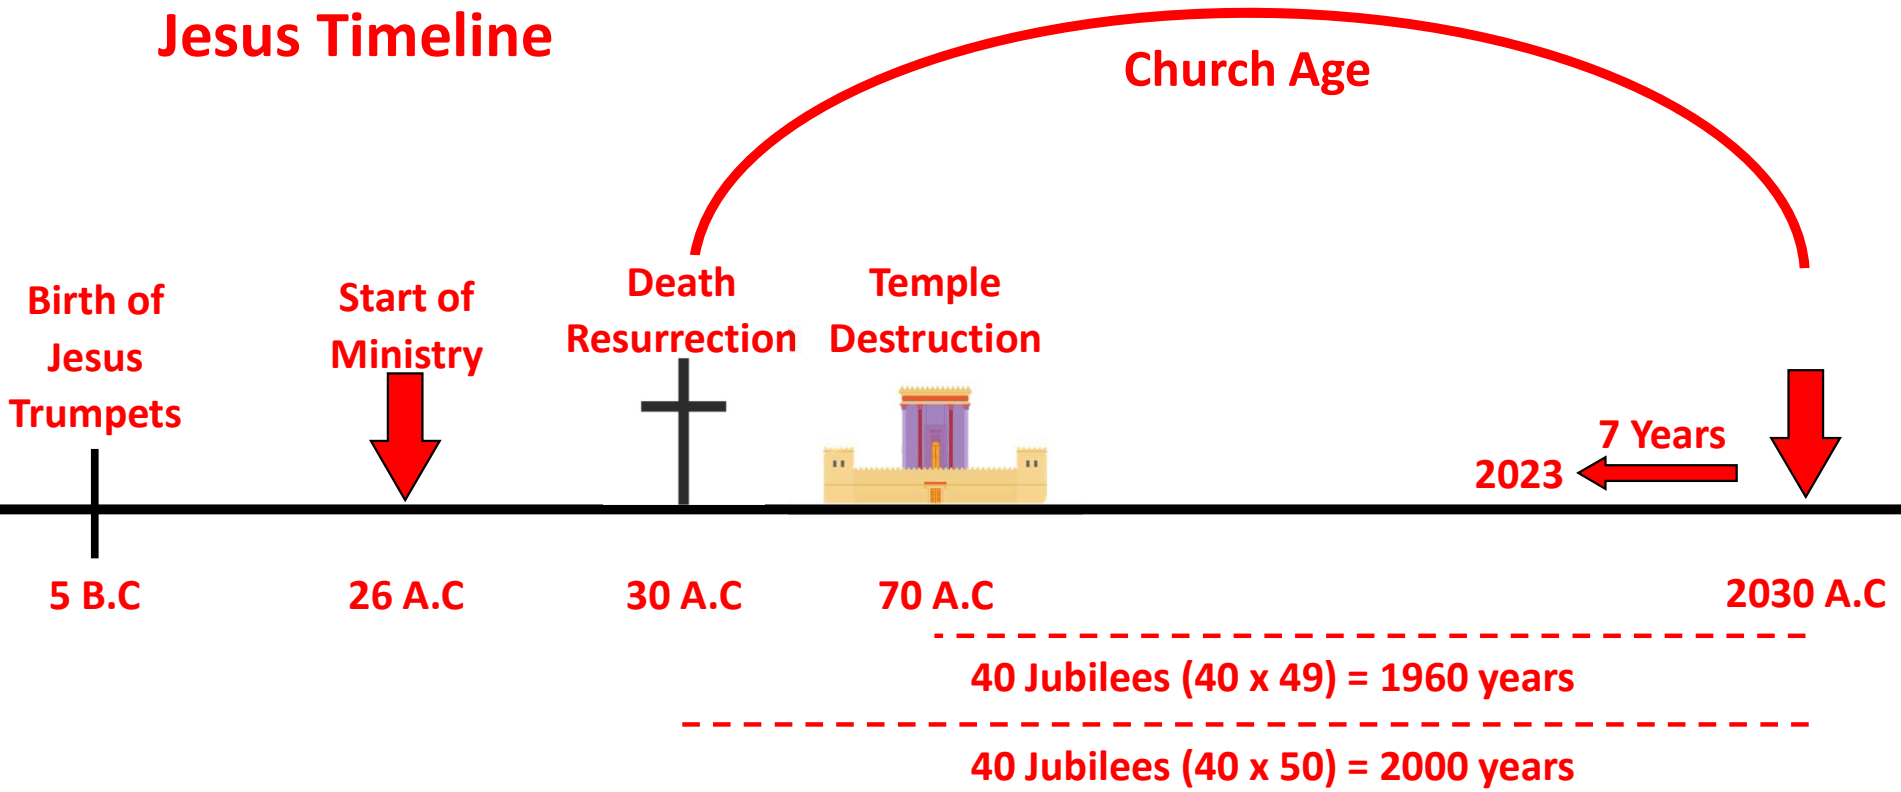 Jesus Timeline
Church Age
Birth of
Jesus
Trumpets
Start of
Ministry
Death
Resurrection
Temple
Destruction
7 Years
2023
5 B.C
26 A.C
30 A.C
70 A.C
2030 A.C
40 Jubilees (40 x 49) = 1960 years
40 Jubilees (40 x 50) = 2000 years